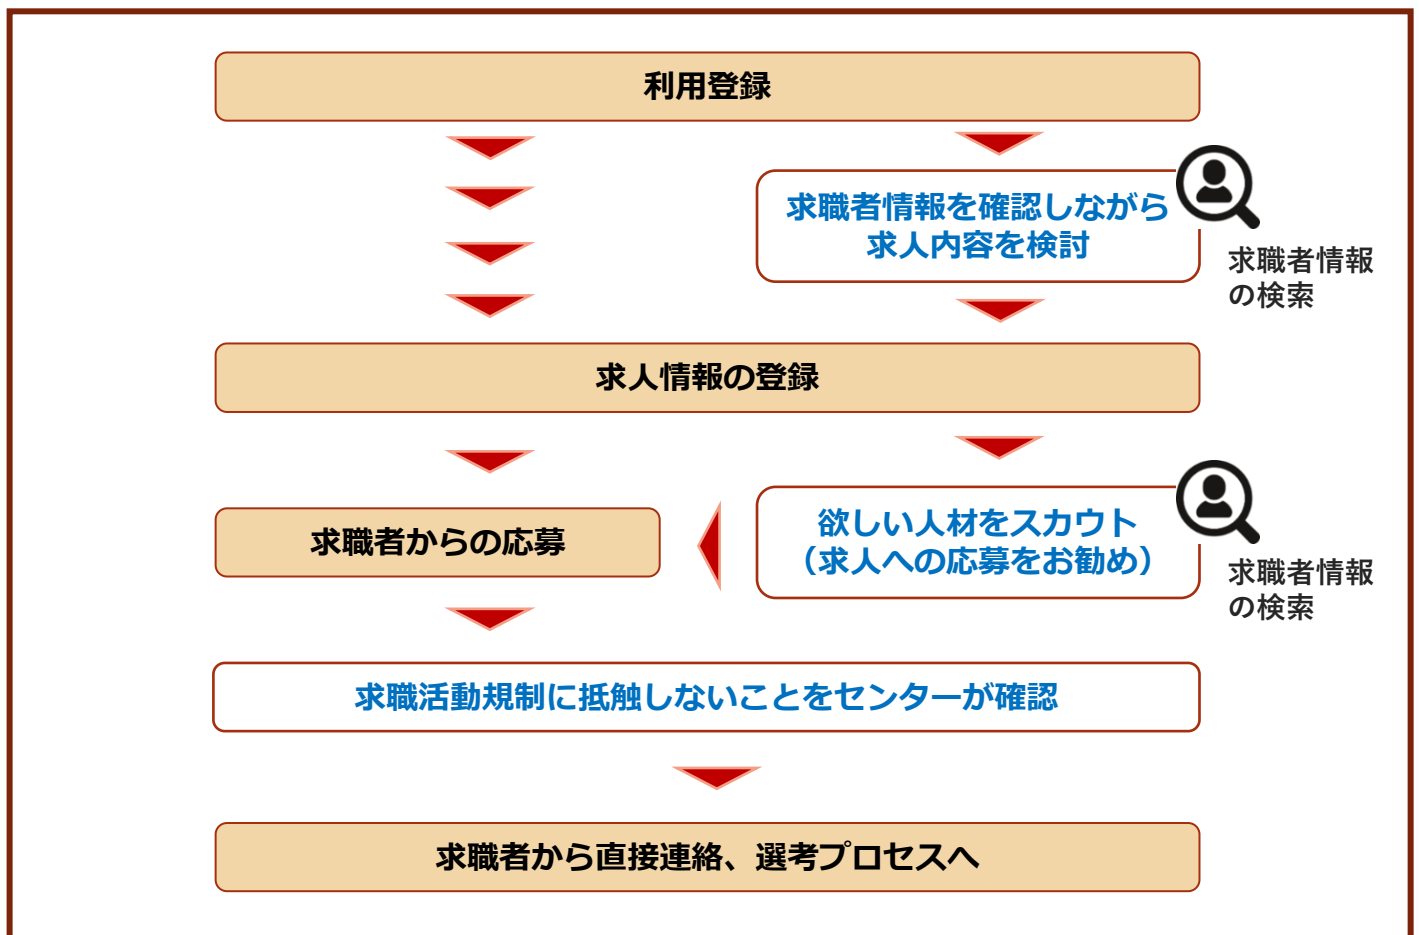 利用登録
求職者情報を確認しながら
求人内容を検討
求職者情報
の検索
求人情報の登録
求職者からの応募
欲しい人材をスカウト
（求人への応募をお勧め）
求職者情報
の検索
求職活動規制に抵触しないことをセンターが確認
求職者から直接連絡、選考プロセスへ